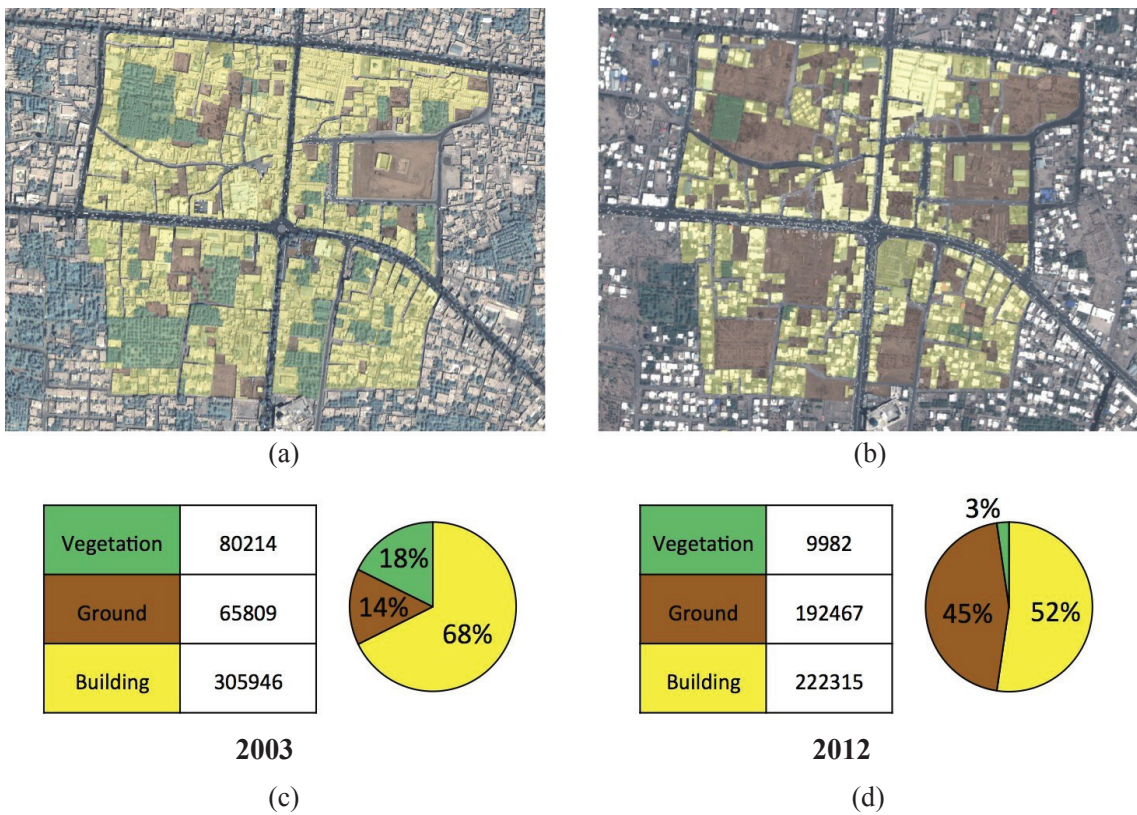 (a)
(b)
Vegetation 80214
Ground 65809
Building 305946
18%
14%
68%
Vegetation 9982
Ground 192467
Building 222315
3%
45%
52%
2003
2012
(c)
(d)